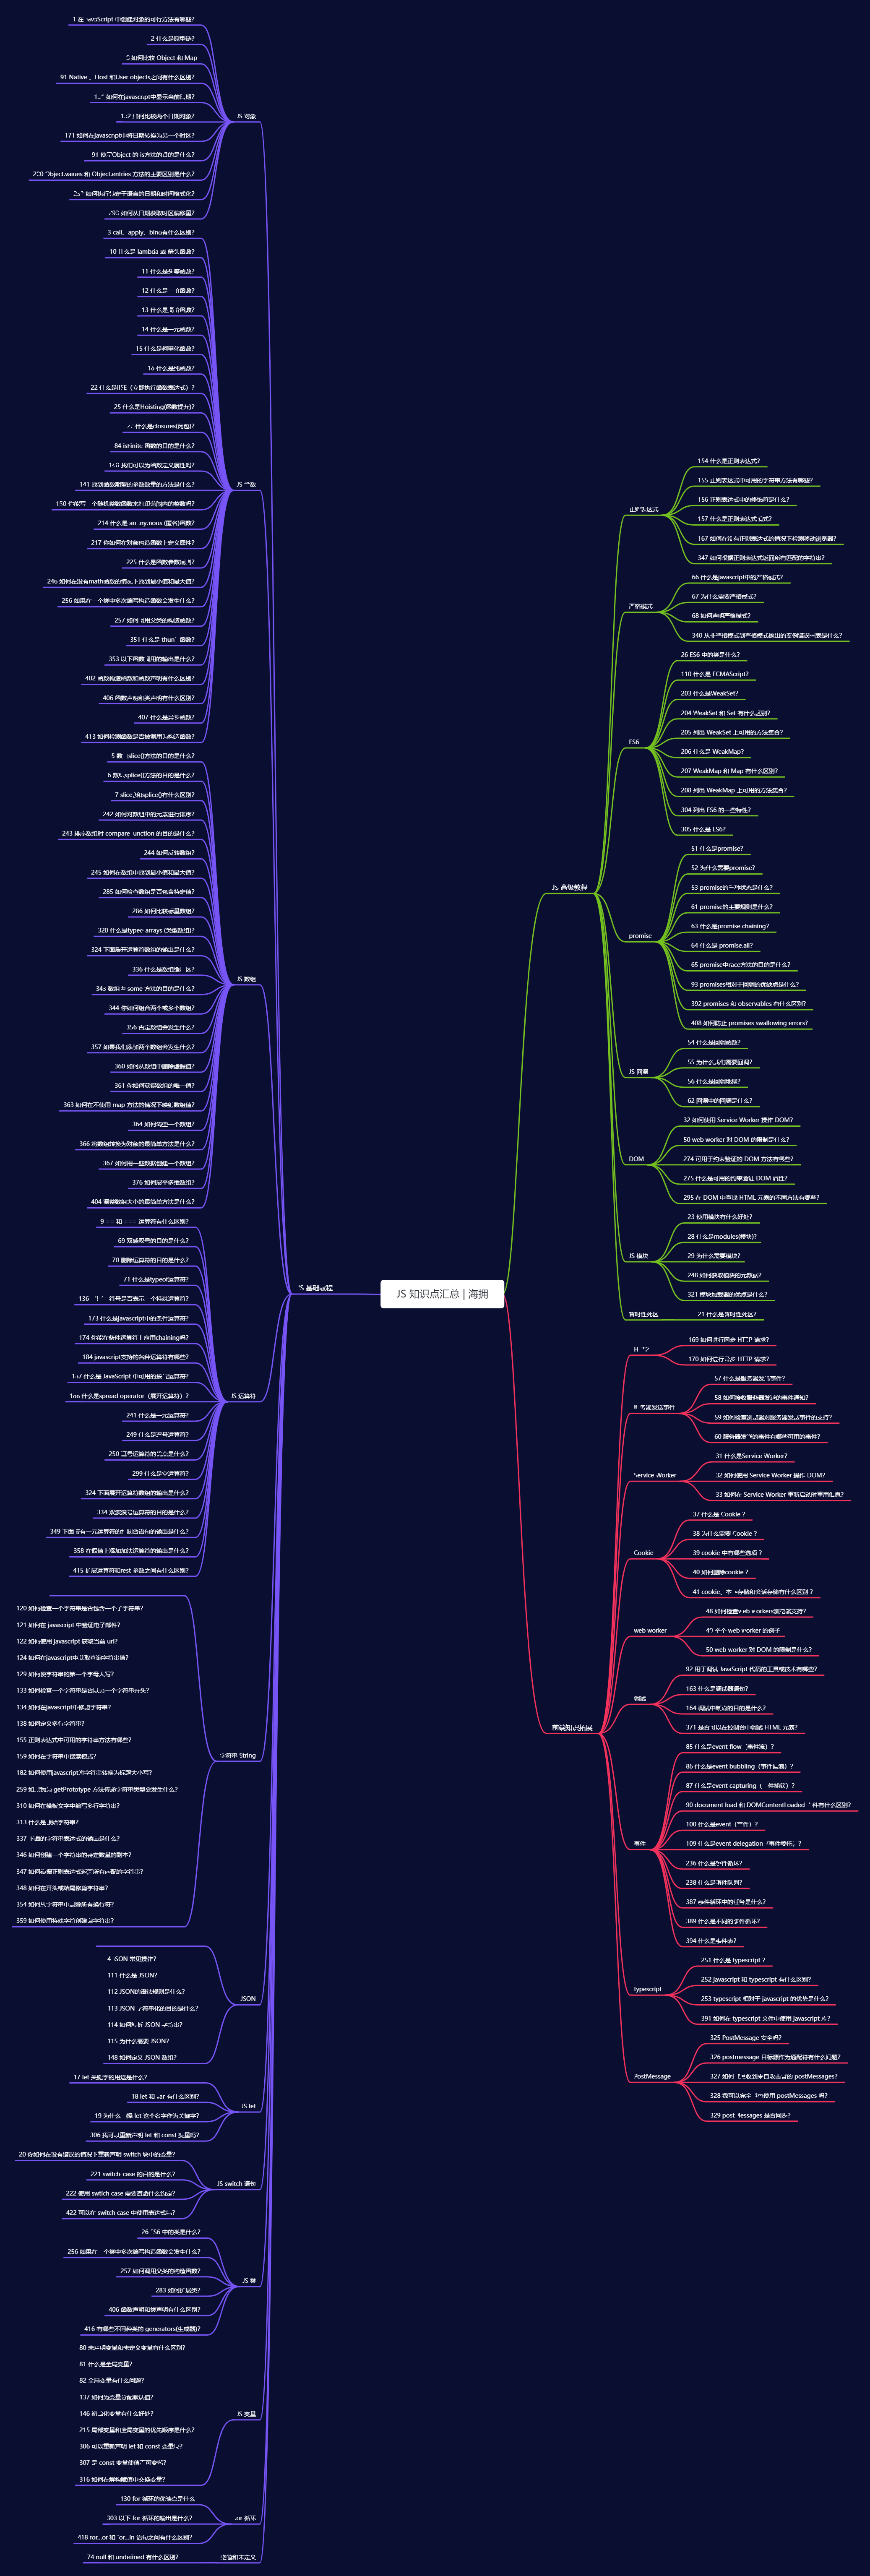 JS 知识点汇总 | 海拥
JS 基础教程
JS 对象
1 在 JavaScript 中创建对象的可行方法有哪些?
2 什么是原型链?
如何比较 Object 和 Map
91 Native 、Host 和User objects之间有什么区别?
如何在javascript中显示当前日期?
如何比较两个日期对象?
171 如何在javascript中将日期转换为另一个时区?
使用Object 的 is方法的目的是什么?
Object.values 和 Object.entries 方法的主要区别是什么?
如何执行特定于语言的日期和时间格式化?
如何从日期获取时区偏移量?
JS 函数
3 call、apply、bind有什么区别?
10 什么是 lambda 或 箭头函数?
11 什么是头等函数?
12 什么是一阶函数?
13 什么是高阶函数?
14 什么是一元函数?
15 什么是柯里化函数?
16 什么是纯函数?
22 什么是IIFE（立即执行函数表达式）?
25 什么是Hoisting(函数提升)?
什么是closures(闭包)?
84 isFinite 函数的目的是什么?
140 我们可以为函数定义属性吗?
141 找到函数期望的参数数量的方法是什么?
150 你能写一个随机整数函数来打印范围内的整数吗?
214 什么是 anonymous (匿名)函数?
217 你如何在对象构造函数上定义属性?
225 什么是函数参数展列?
如何在没有math函数的情况下找到最小值和最大值?
256 如果在一个类中多次编写构造函数会发生什么?
257 如何调用父类的构造函数?
351 什么是 thunk 函数?
353 以下函数调用的输出是什么?
402 函数构造函数和函数声明有什么区别?
406 函数声明和类声明有什么区别?
407 什么是异步函数?
413 如何检测函数是否被调用为构造函数?
JS 数组
5 数组slice()方法的目的是什么?
6 数组splice()方法的目的是什么?
7 slice()和splice()有什么区别?
242 如何对数组中的元素进行排序?
243 排序数组时 compareFunction 的目的是什么?
244 如何反转数组?
245 如何在数组中找到最小值和最大值?
285 如何检查数组是否包含特定值?
286 如何比较标量数组?
320 什么是typed arrays (类型数组)?
324 下面展开运算符数组的输出是什么?
336 什么是数组缓冲区?
数组中 some 方法的目的是什么?
344 你如何组合两个或多个数组?
356 否定数组会发生什么?
357 如果我们添加两个数组会发生什么?
360 如何从数组中删除虚假值?
361 你如何获得数组的唯一值?
363 如何在不使用 map 方法的情况下映射数组值?
364 如何清空一个数组?
366 将数组转换为对象的最简单方法是什么?
367 如何用一些数据创建一个数组?
376 如何展平多维数组?
404 调整数组大小的最简单方法是什么?
JS 运算符
9 == 和 === 运算符有什么区别?
69 双感叹号的目的是什么?
70 删除运算符的目的是什么?
71 什么是typeof运算符?
136 符号是否表示一个特殊运算符?
173 什么是javascript中的条件运算符?
174 你能在条件运算符上应用chaining吗?
184 javascript支持的各种运算符有哪些?
什么是 JavaScript 中可用的按位运算符?
什么是spread operator（展开运算符）?
241 什么是一元运算符?
249 什么是逗号运算符?
250 逗号运算符的优点是什么?
299 什么是空运算符?
324 下面展开运算符数组的输出是什么?
334 双波浪号运算符的目的是什么?
349 下面带有一元运算符的控制台语句的输出是什么?
358 在假值上添加加法运算符的输出是什么?
415 扩展运算符和rest 参数之间有什么区别?
字符串 String
120 如何检查一个字符串是否包含一个子字符串?
121 如何在 javascript 中验证电子邮件?
122 如何使用 javascript 获取当前 url?
124 如何在javascript中获取查询字符串值?
129 如何使字符串的第一个字母大写?
133 如何检查一个字符串是否以另一个字符串开头?
134 如何在javascript中修剪字符串?
138 如何定义多行字符串?
155 正则表达式中可用的字符串方法有哪些?
159 如何在字符串中搜索模式?
182 如何使用javascript将字符串转换为标题大小写?
259 如果将 getPrototype 方法传递字符串类型会发生什么?
310 如何在模板文字中编写多行字符串?
313 什么是原始字符串?
337 下面的字符串表达式的输出是什么?
346 如何创建一个字符串的特定数量的副本?
347 如何根据正则表达式返回所有匹配的字符串?
348 如何在开头或结尾修剪字符串?
354 如何从字符串中删除所有换行符?
359 如何使用特殊字符创建字符串?
JSON
4 JSON 常见操作?
111 什么是 JSON?
112 JSON的语法规则是什么?
113 JSON 字符串化的目的是什么?
114 如何解析 JSON 字符串?
115 为什么需要 JSON?
148 如何定义 JSON 数组?
JS let
17 let 关键字的用途是什么?
18 let 和 var 有什么区别?
19 为什么选择 let 这个名字作为关键字?
306 我可以重新声明 let 和 const 变量吗?
JS switch 语句
20 你如何在没有错误的情况下重新声明 switch 块中的变量?
221 switch case 的目的是什么?
222 使用 swtich case 需要遵循什么约定?
422 可以在 switch case 中使用表达式吗?
JS 类
26 ES6 中的类是什么?
256 如果在一个类中多次编写构造函数会发生什么?
257 如何调用父类的构造函数?
283 如何扩展类?
406 函数声明和类声明有什么区别?
416 有哪些不同种类的 generators(生成器)?
JS 变量
80 未声明变量和未定义变量有什么区别?
81 什么是全局变量?
82 全局变量有什么问题?
137 如何为变量分配默认值?
146 初始化变量有什么好处?
215 局部变量和全局变量的优先顺序是什么?
306 可以重新声明 let 和 const 变量吗?
307 是 const 变量使值不可变吗?
316 如何在解构赋值中交换变量?
for 循环
130 for 循环的优缺点是什么
303 以下 for 循环的输出是什么?
418 for...of 和 for...in 语句之间有什么区别?
空值和未定义
74 null 和 undefined 有什么区别?
JS 高级教程
正则表达式
154 什么是正则表达式?
155 正则表达式中可用的字符串方法有哪些?
156 正则表达式中的修饰符是什么?
157 什么是正则表达式模式?
167 如何在没有正则表达式的情况下检测移动浏览器?
347 如何根据正则表达式返回所有匹配的字符串?
严格模式
66 什么是javascript中的严格模式?
67 为什么需要严格模式?
68 如何声明严格模式?
340 从非严格模式到严格模式抛出的案例错误一表是什么?
ES6
26 ES6 中的类是什么?
110 什么是 ECMAScript?
203 什么是WeakSet?
204 WeakSet 和 Set 有什么区别?
205 列出 WeakSet 上可用的方法集合?
206 什么是 WeakMap?
207 WeakMap 和 Map 有什么区别?
208 列出 WeakMap 上可用的方法集合?
304 列出 ES6 的一些特性?
305 什么是 ES6?
promise
51 什么是promise?
52 为什么需要promise?
53 promise的三种状态是什么?
61 promise的主要规则是什么?
63 什么是promise chaining?
64 什么是 promise.all?
65 promise中race方法的目的是什么?
93 promises相对于回调的优缺点是什么?
392 promises 和 observables 有什么区别?
408 如何防止 promises swallowing errors?
JS 回调
54 什么是回调函数?
55 为什么我们需要回调?
56 什么是回调地狱?
62 回调中的回调是什么?
DOM
32 如何使用 Service Worker 操作 DOM?
50 web worker 对 DOM 的限制是什么?
274 可用于约束验证的 DOM 方法有哪些?
275 什么是可用的约束验证 DOM 属性?
295 在 DOM 中查找 HTML 元素的不同方法有哪些?
JS 模块
23 使用模块有什么好处?
28 什么是modules(模块)?
29 为什么需要模块?
248 如何获取模块的元数据?
321 模块加载器的优点是什么?
暂时性死区
21 什么是暂时性死区?
前端知识拓展
HTTP
169 如何进行同步 HTTP 请求?
170 如何进行异步 HTTP 请求?
服务器发送事件
57 什么是服务器发送事件?
58 如何接收服务器发送的事件通知?
59 如何检查浏览器对服务器发送事件的支持?
60 服务器发送的事件有哪些可用的事件?
Service Worker
31 什么是Service Worker?
32 如何使用 Service Worker 操作 DOM?
33 如何在 Service Worker 重新启动时重用信息?
Cookie
37 什么是 Cookie ?
38 为什么需要 Cookie ?
39 cookie 中有哪些选项 ?
40 如何删除cookie ?
41 cookie、本地存储和会话存储有什么区别 ?
web worker
48 如何检查web workers浏览器支持?
49 举个 web worker 的例子
50 web worker 对 DOM 的限制是什么?
调试
92 用于调试 JavaScript 代码的工具或技术有哪些?
163 什么是调试器语句?
164 调试中断点的目的是什么?
371 是否可以在控制台中调试 HTML 元素?
事件
85 什么是event flow（事件流）?
86 什么是event bubbling（事件冒泡）?
87 什么是event capturing（事件捕获）?
90 document load 和 DOMContentLoaded 事件有什么区别?
100 什么是event（事件）?
109 什么是event delegation（事件委托）?
236 什么是事件循环?
238 什么是事件队列?
387 事件循环中的任务是什么?
389 什么是不同的事件循环?
394 什么是事件表?
typescript
251 什么是 typescript ?
252 javascript 和 typescript 有什么区别?
253 typescript 相对于 javascript 的优势是什么?
391 如何在 typescript 文件中使用 javascript 库?
PostMessage
325 PostMessage 安全吗?
326 postmessage 目标源作为通配符有什么问题?
327 如何避免收到来自攻击者的 postMessages?
328 我可以完全避免使用 postMessages 吗?
329 postMessages 是否同步?